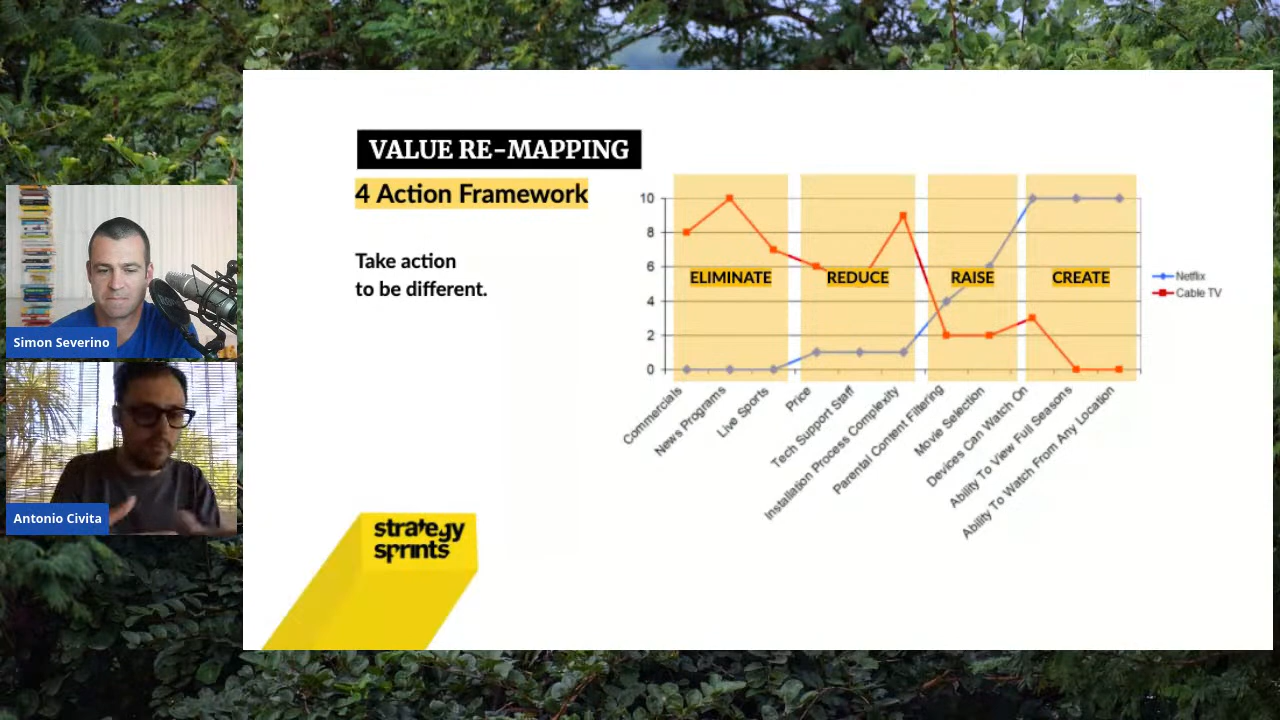 VALUE RE-MAPPING
4 Action Framework
Take action
to be different.
10
8
6
4
2
0
ELIMINATE
REDUCE
RAISE
CREATE
Netflix
Cable TV
Commercials
News Programs
Live Sports
Price
Tech Support Staff
Installation Process Complexity
Parental Content Filtering
Movie Selection
Devices Can Watch On
Ability To View Full Seasons
Ability To Watch From Any Location
Simon Severino
Antonio Civita
strategy
sprints